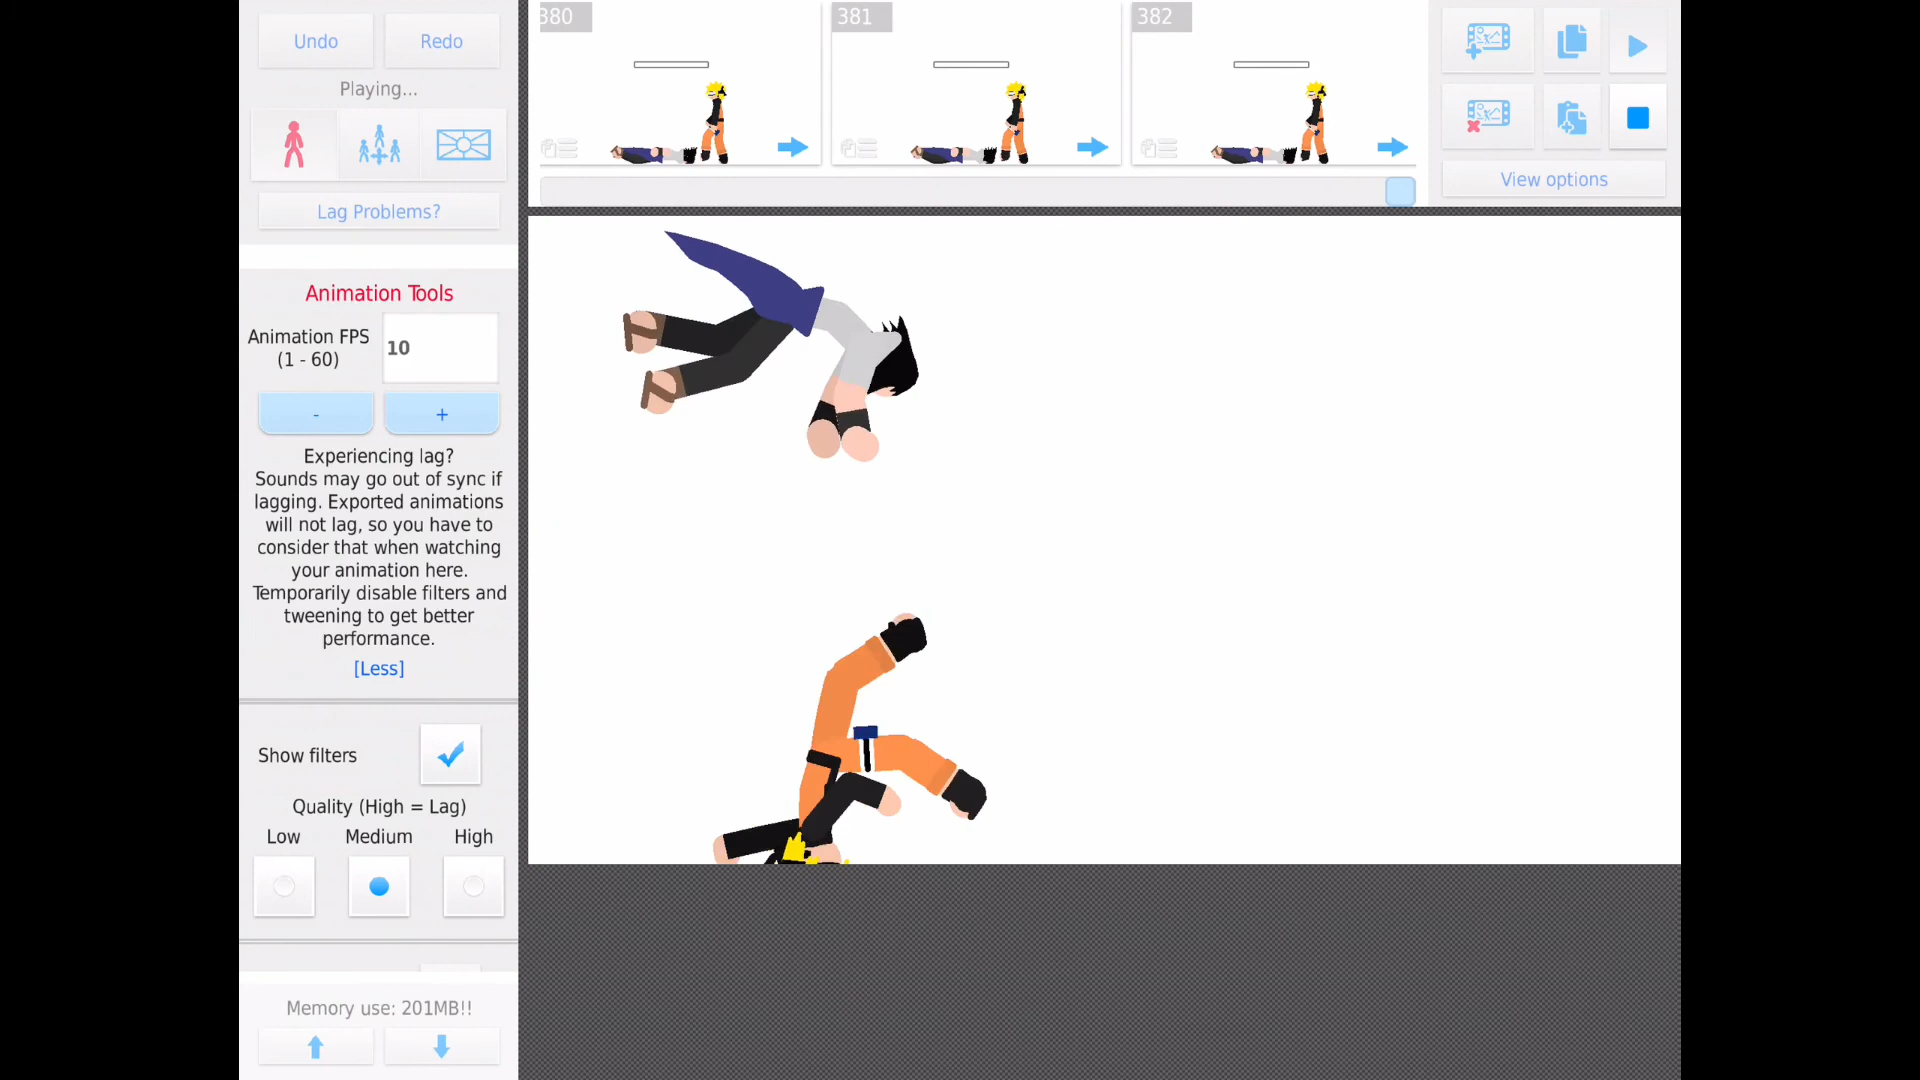 Undo
Redo
Playing...
Lag Problems?
380
381
382
View options
Animation Tools
Animation FPS
(1 - 60)
10
-
+
Experiencing lag?
Sounds may go out of sync if
lagging. Exported animations
will not lag, so you have to
consider that when watching
your animation here.
Temporarily disable filters and
tweening to get better
performance.
[Less]
Show filters
Quality (High = Lag)
Low
Medium
High
Memory use: 201MB!!